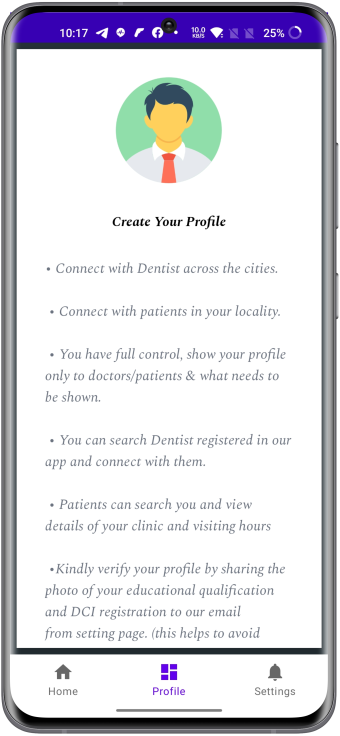 10:17 10.0 KB/S 25%
Create Your Profile
• Connect with Dentist across the cities.
• Connect with patients in your locality.
• You have full control, show your profile
only to doctors/patients & what needs to
be shown.
• You can search Dentist registered in our
app and connect with them.
• Patients can search you and view
details of your clinic and visiting hours
•Kindly verify your profile by sharing the
photo of your educational qualification
and DCI registration to our email
from setting page. (this helps to avoid
Home Profile Settings